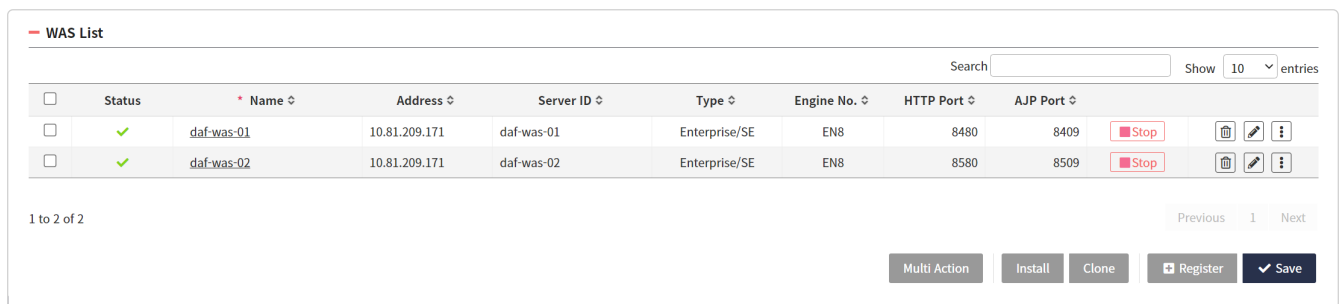 WAS List
Search
Show 10 entries
Status * Name Address Server ID Type Engine No. HTTP Port AJP Port
daf-was-01 10.81.209.171 daf-was-01 Enterprise/SE EN8 8480 8409 Stop
daf-was-02 10.81.209.171 daf-was-02 Enterprise/SE EN8 8580 8509 Stop
1 to 2 of 2
Previous 1 Next
Multi Action Install Clone Register Save